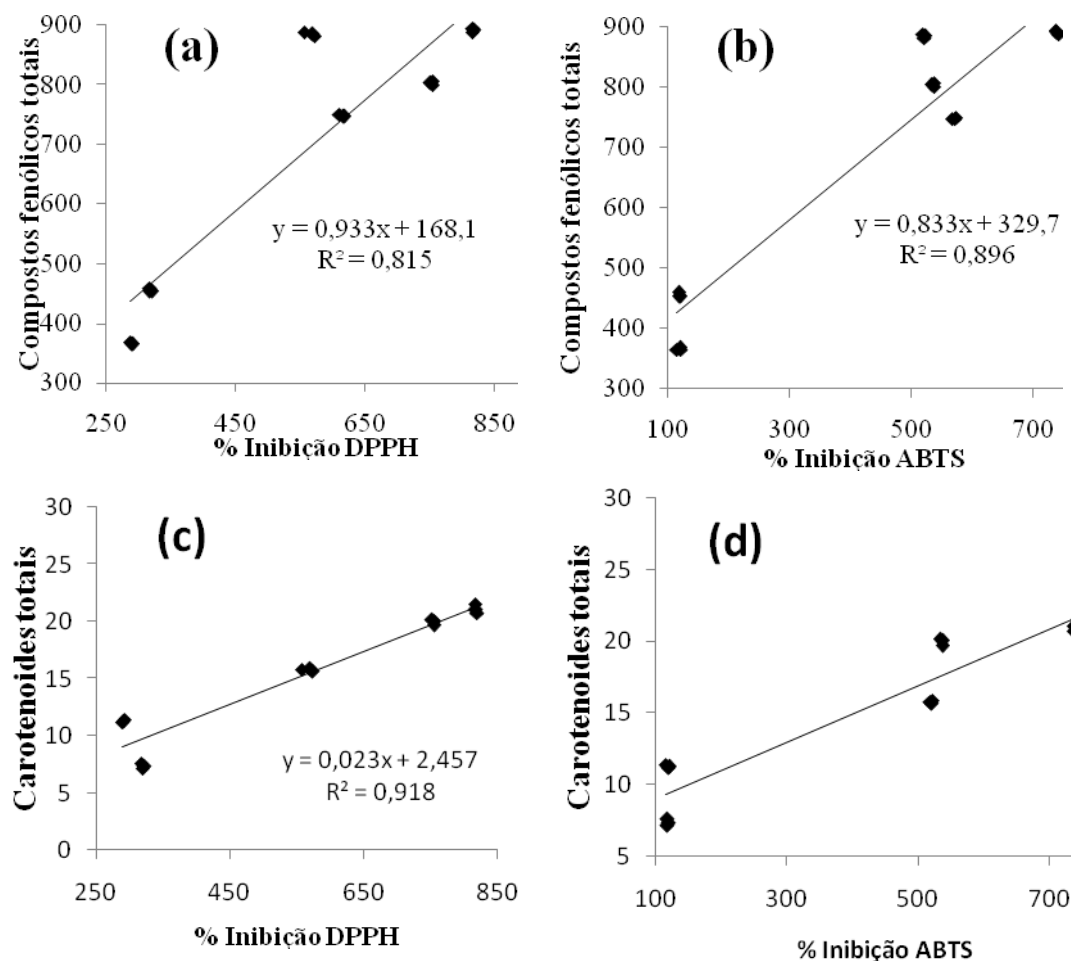 (a)
Compostos fenólicos totais
900
800
700
600
500
400
300
y = 0,933x + 168,1
R² = 0,815
250 450 650 850
% Inibição DPPH
(b)
Compostos fenólicos totais
900
800
700
600
500
400
300
y = 0,833x + 329,7
R² = 0,896
100 300 500 700
% Inibição ABTS
(c)
Carotenoides totais
30
25
20
15
10
5
0
y = 0,023x + 2,457
R² = 0,918
250 450 650 850
% Inibição DPPH
(d)
Carotenoides totais
30
25
20
15
10
5
100 300 500 700
% Inibição ABTS